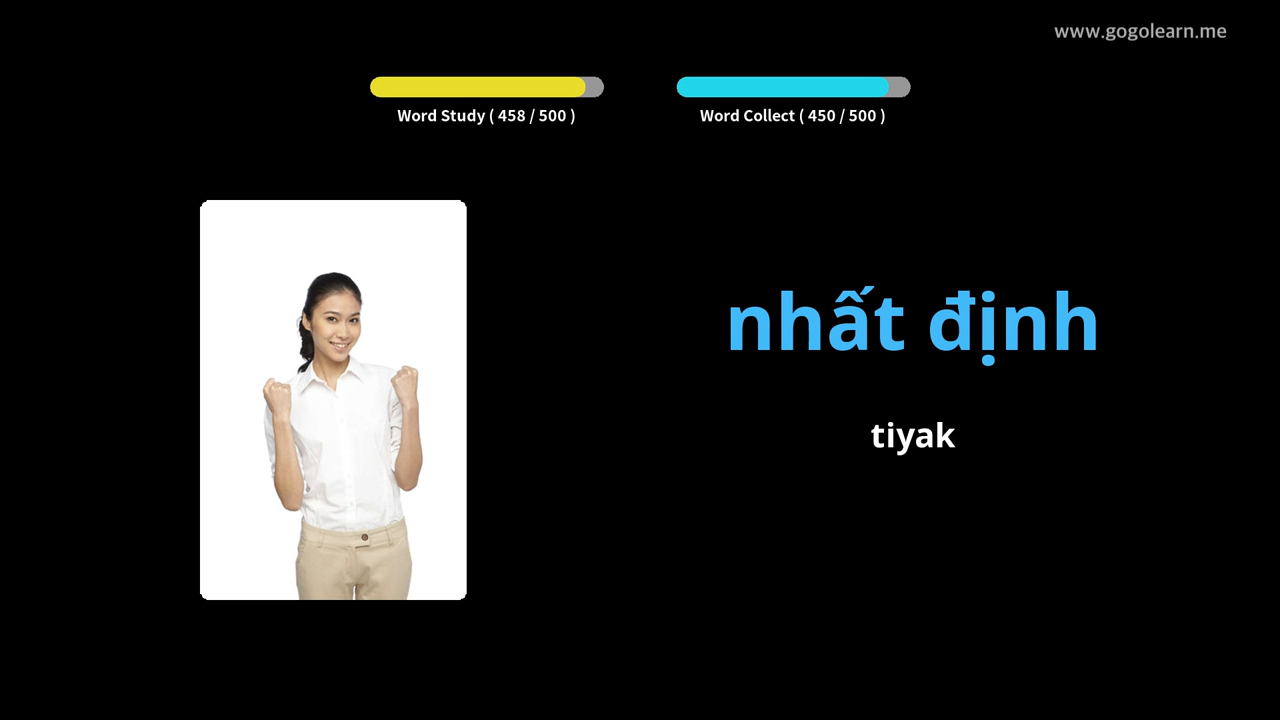 www.gogolearn.me
Word Study ( 458 / 500 )
Word Collect ( 450 / 500 )
nhất định
tiyak